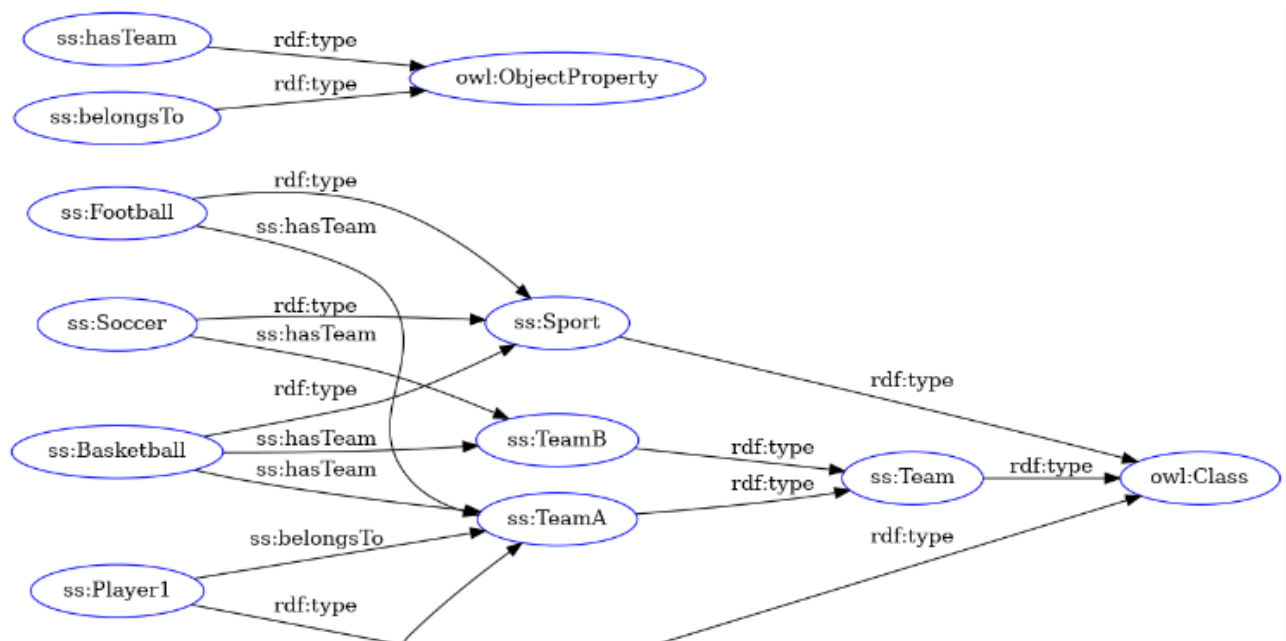 ss:hasTeam
rdf:type
owl:ObjectProperty
rdf:type
ss:belongsTo
rdf:type
ss:Football
ss:hasTeam
rdf:type
ss:Soccer
ss:Sport
ss:hasTeam
rdf:type
rdf:type
ss:Basketball
ss:hasTeam
ss:TeamB
rdf:type
ss:hasTeam
rdf:type
ss:Team
rdf:type
owl:Class
ss:TeamA
ss:belongsTo
rdf:type
ss:Player1
rdf:type